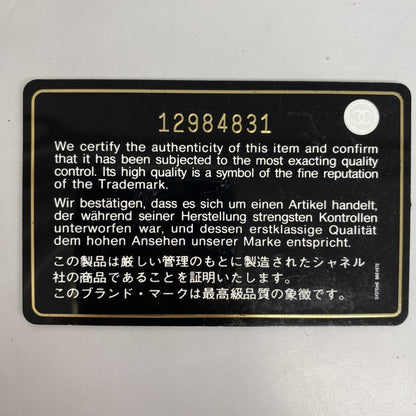 12984831
We certify the authenticity of this item and confirm
that it has been subjected to the most exacting quality
control. Its high quality is a symbol of the fine reputation
of the Trademark.
Wir bestätigen, dass es sich um einen Artikel handelt,
der während seiner Herstellung strengsten Kontrollen
unterworfen war, und dessen erstklassige Qualität
dem hohen Ansehen unserer Marke entspricht.
この製品は厳しい管理のもとに製造されたシャネル
社の商品であることを証明いたします。
このブランド・マークは最高級品質の象徴です。
SYSTEME BREVETE